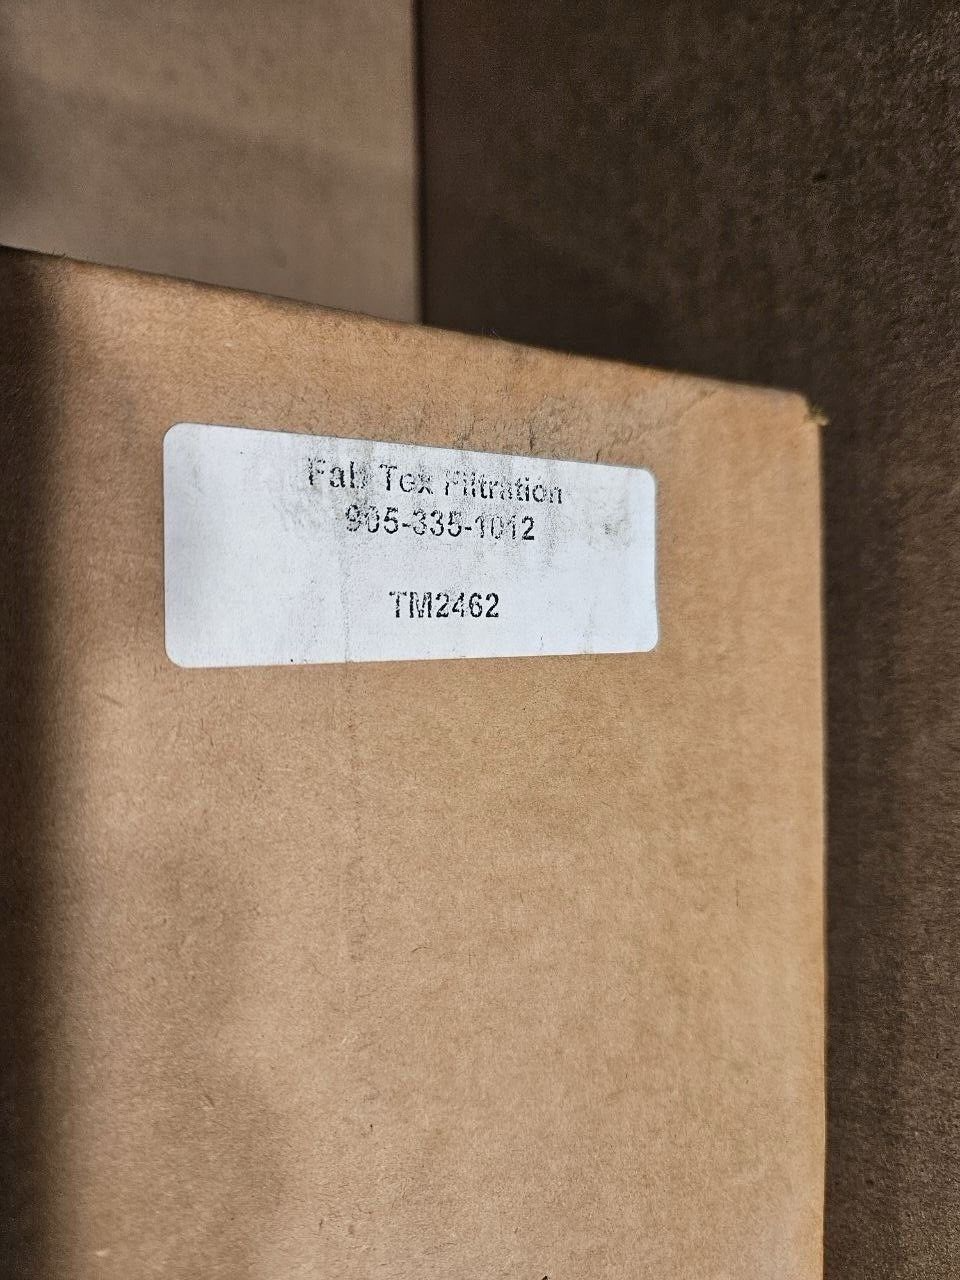 Fab Tex Filtration
905-335-1012
TM2462